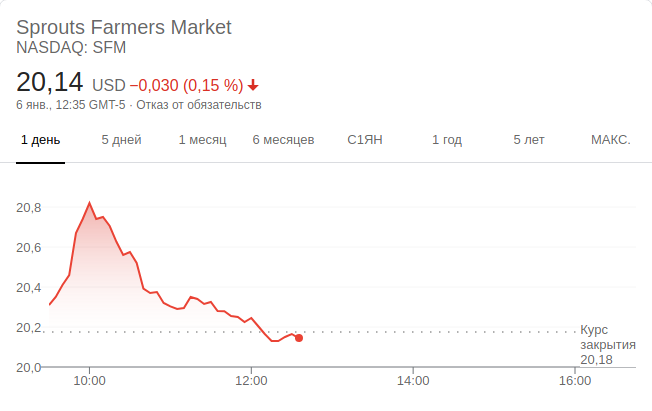 Sprouts Farmers Market
NASDAQ: SFM
20,14 USD −0,030 (0,15 %)
6 янв., 12:35 GMT-5 · Отказ от обязательств
1 день 5 дней 1 месяц 6 месяцев С1ЯН 1 год 5 лет МАКС.
20,8
20,6
20,4
20,2
20,0
Курс
закрытия
20,18
10:00 12:00 14:00 16:00